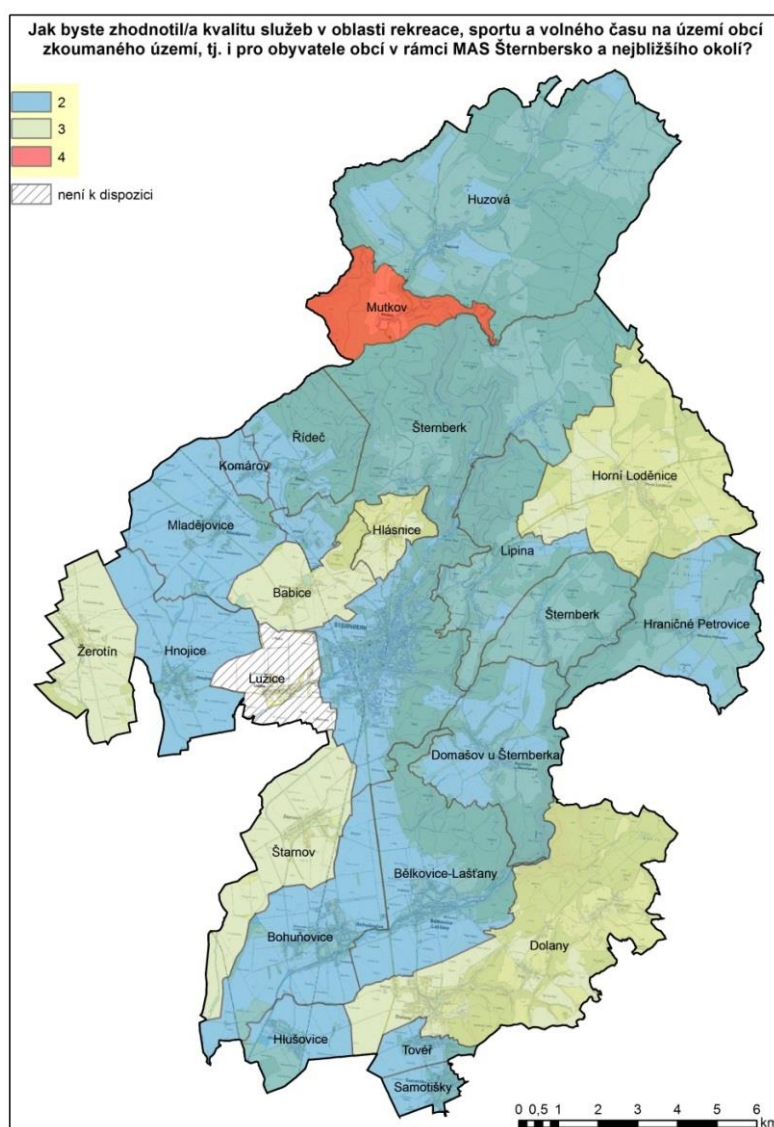 Jak byste zhodnotil/a kvalitu služeb v oblasti rekreace, sportu a volného času na území obcí
zkoumaného území, tj. i pro obyvatele obcí v rámci MAS Šternbersko a nejbližšího okolí?
2
3
4
není k dispozici
Huzová
Mutkov
Šternberk
Řídeč
Komárov
Horní Loděnice
Mladějovice
Hlásnice
Lipina
Babice
Šternberk
Hraničné Petrovice
Žerotín
Hnojice
Lužice
Domašov u Šternberka
Štarnov
Bělkovice-Lašťany
Bohuňovice
Dolany
Hlušovice
Tovéř
Samotišky
0 0,5 1 2 3 4 5 6
km